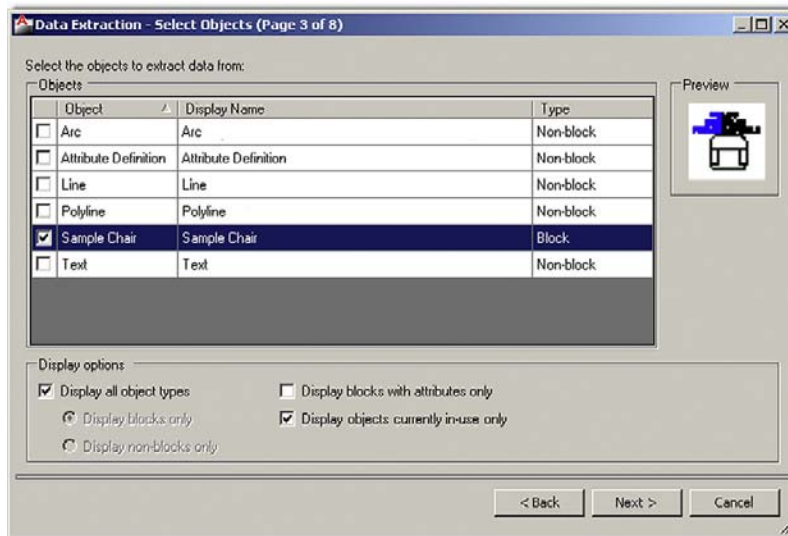 Data Extraction - Select Objects (Page 3 of 8)
Select the objects to extract data from:
Objects
Preview
Object Display Name Type
Arc Arc Non-block
Attribute Definition Attribute Definition Non-block
Line Line Non-block
Polyline Polyline Non-block
Sample Chair Sample Chair Block
Text Text Non-block
Display options
Display all object types Display blocks with attributes only
Display blocks only Display objects currently in-use only
Display non-blocks only
< Back Next > Cancel